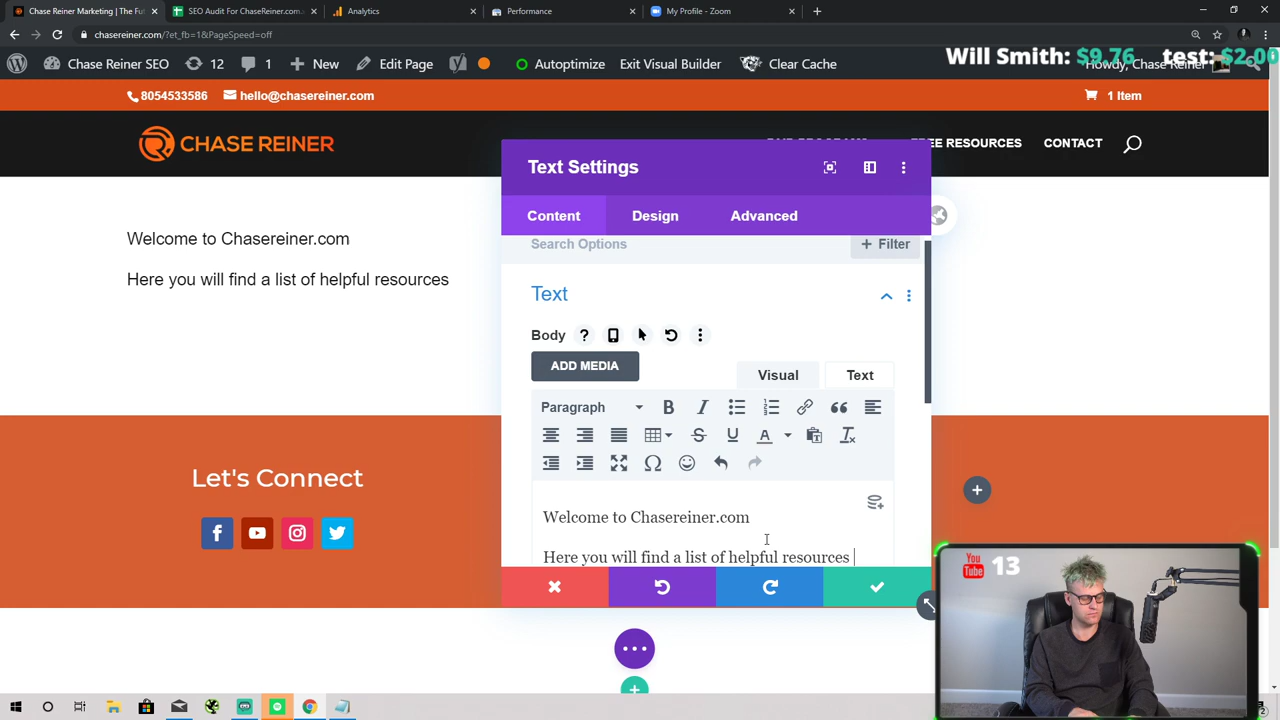 Chase Reiner Marketing | The Fut
SEO Audit For ChaseReiner.com
Analytics
Performance
My Profile - Zoom
chasereiner.com/?et_fb=1&PageSpeed=off
Will Smith: $9.76 test: $2.00
Chase Reiner SEO
12
New
Edit Page
Autoptimize
Exit Visual Builder
Clear Cache
Howdy, Chase Reiner
8054533586
hello@chasereiner.com
1 Item
CHASE REINER
FREE RESOURCES
CONTACT
Text Settings
Content
Design
Advanced
Search Options
Filter
Welcome to Chasereiner.com
Here you will find a list of helpful resources
Text
Body
ADD MEDIA
Visual
Text
Paragraph
Welcome to Chasereiner.com
Here you will find a list of helpful resources
Let's Connect
You Tube 13